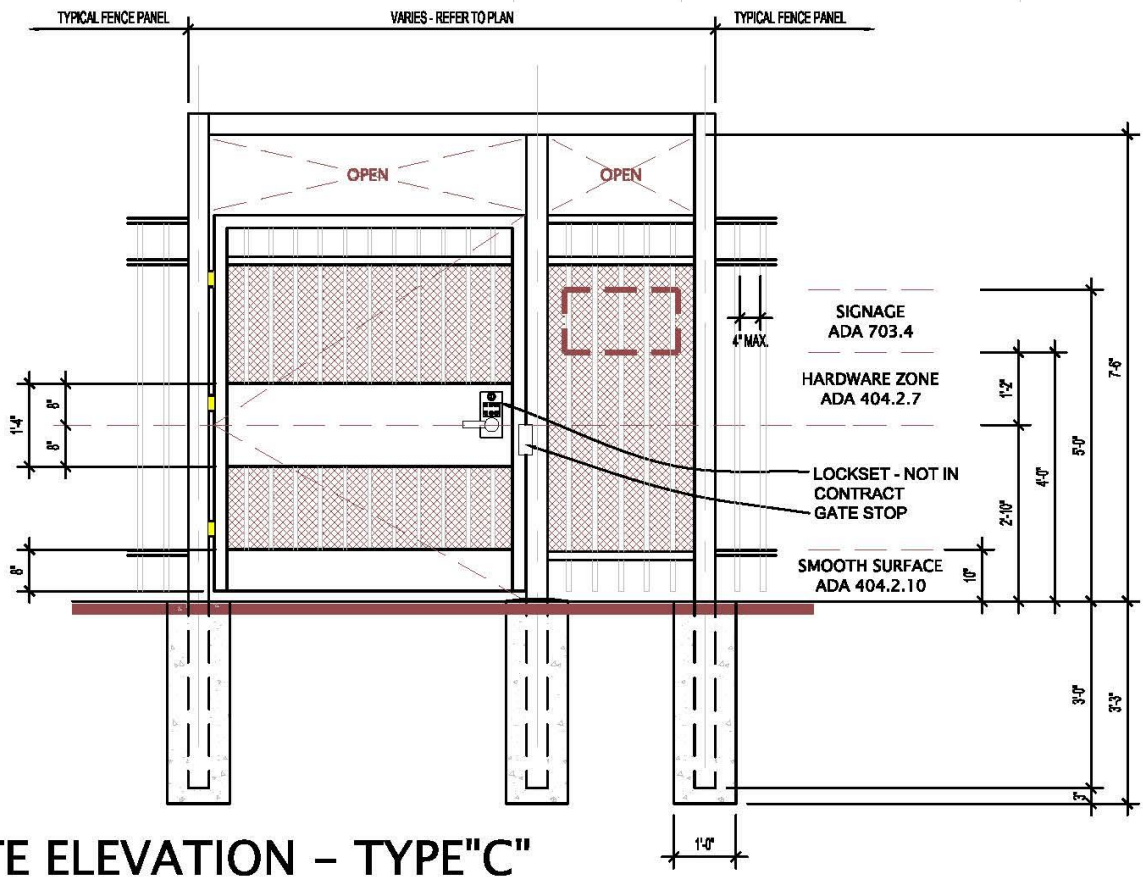 TYPICAL FENCE PANEL
VARIES - REFER TO PLAN
TYPICAL FENCE PANEL
OPEN
OPEN
4" MAX.
SIGNAGE
ADA 703.4
HARDWARE ZONE
ADA 404.2.7
LOCKSET - NOT IN
CONTRACT
GATE STOP
SMOOTH SURFACE
ADA 404.2.10
1'-4"
8"
8"
8"
10"
1'-2"
2'-10"
4'-0"
5'-0"
7'-6"
3'-0"
3'-3"
3"
1'-0"
TE ELEVATION - TYPE"C"